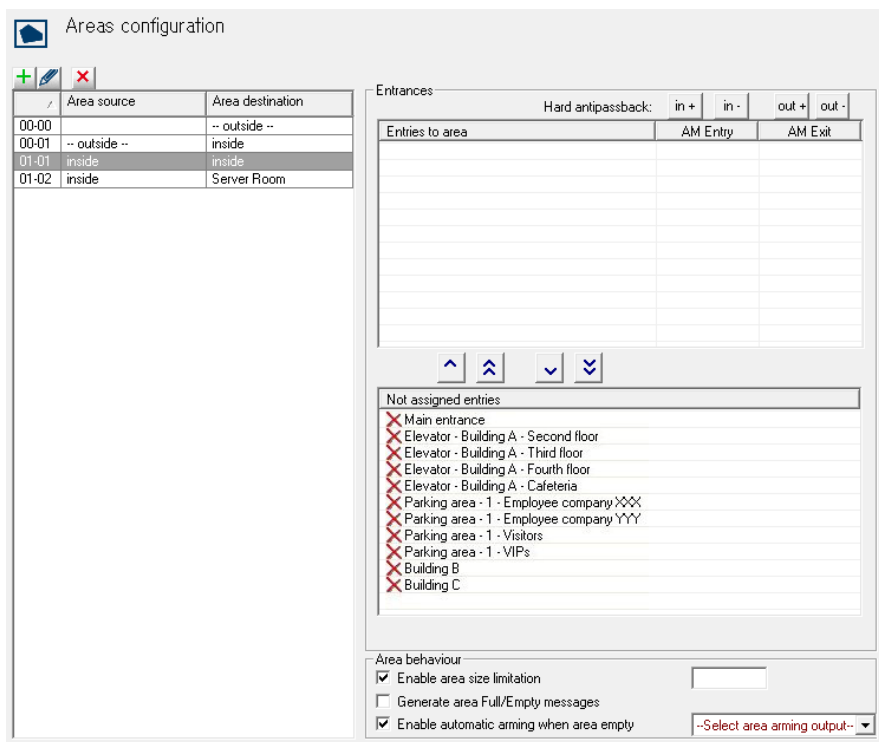 Areas configuration
/ Area source Area destination
00-00 -- outside --
00-01 -- outside -- inside
01-01 inside inside
01-02 inside Server Room
Entrances
Hard antipassback: in + in - out + out -
Entries to area AM Entry AM Exit
Not assigned entries
Main entrance
Elevator - Building A - Second floor
Elevator - Building A - Third floor
Elevator - Building A - Fourth floor
Elevator - Building A - Cafeteria
Parking area - 1 - Employee company XXX
Parking area - 1 - Employee company YYY
Parking area - 1 - Visitors
Parking area - 1 - VIPs
Building B
Building C
Area behaviour
Enable area size limitation
Generate area Full/Empty messages
Enable automatic arming when area empty --Select area arming output--